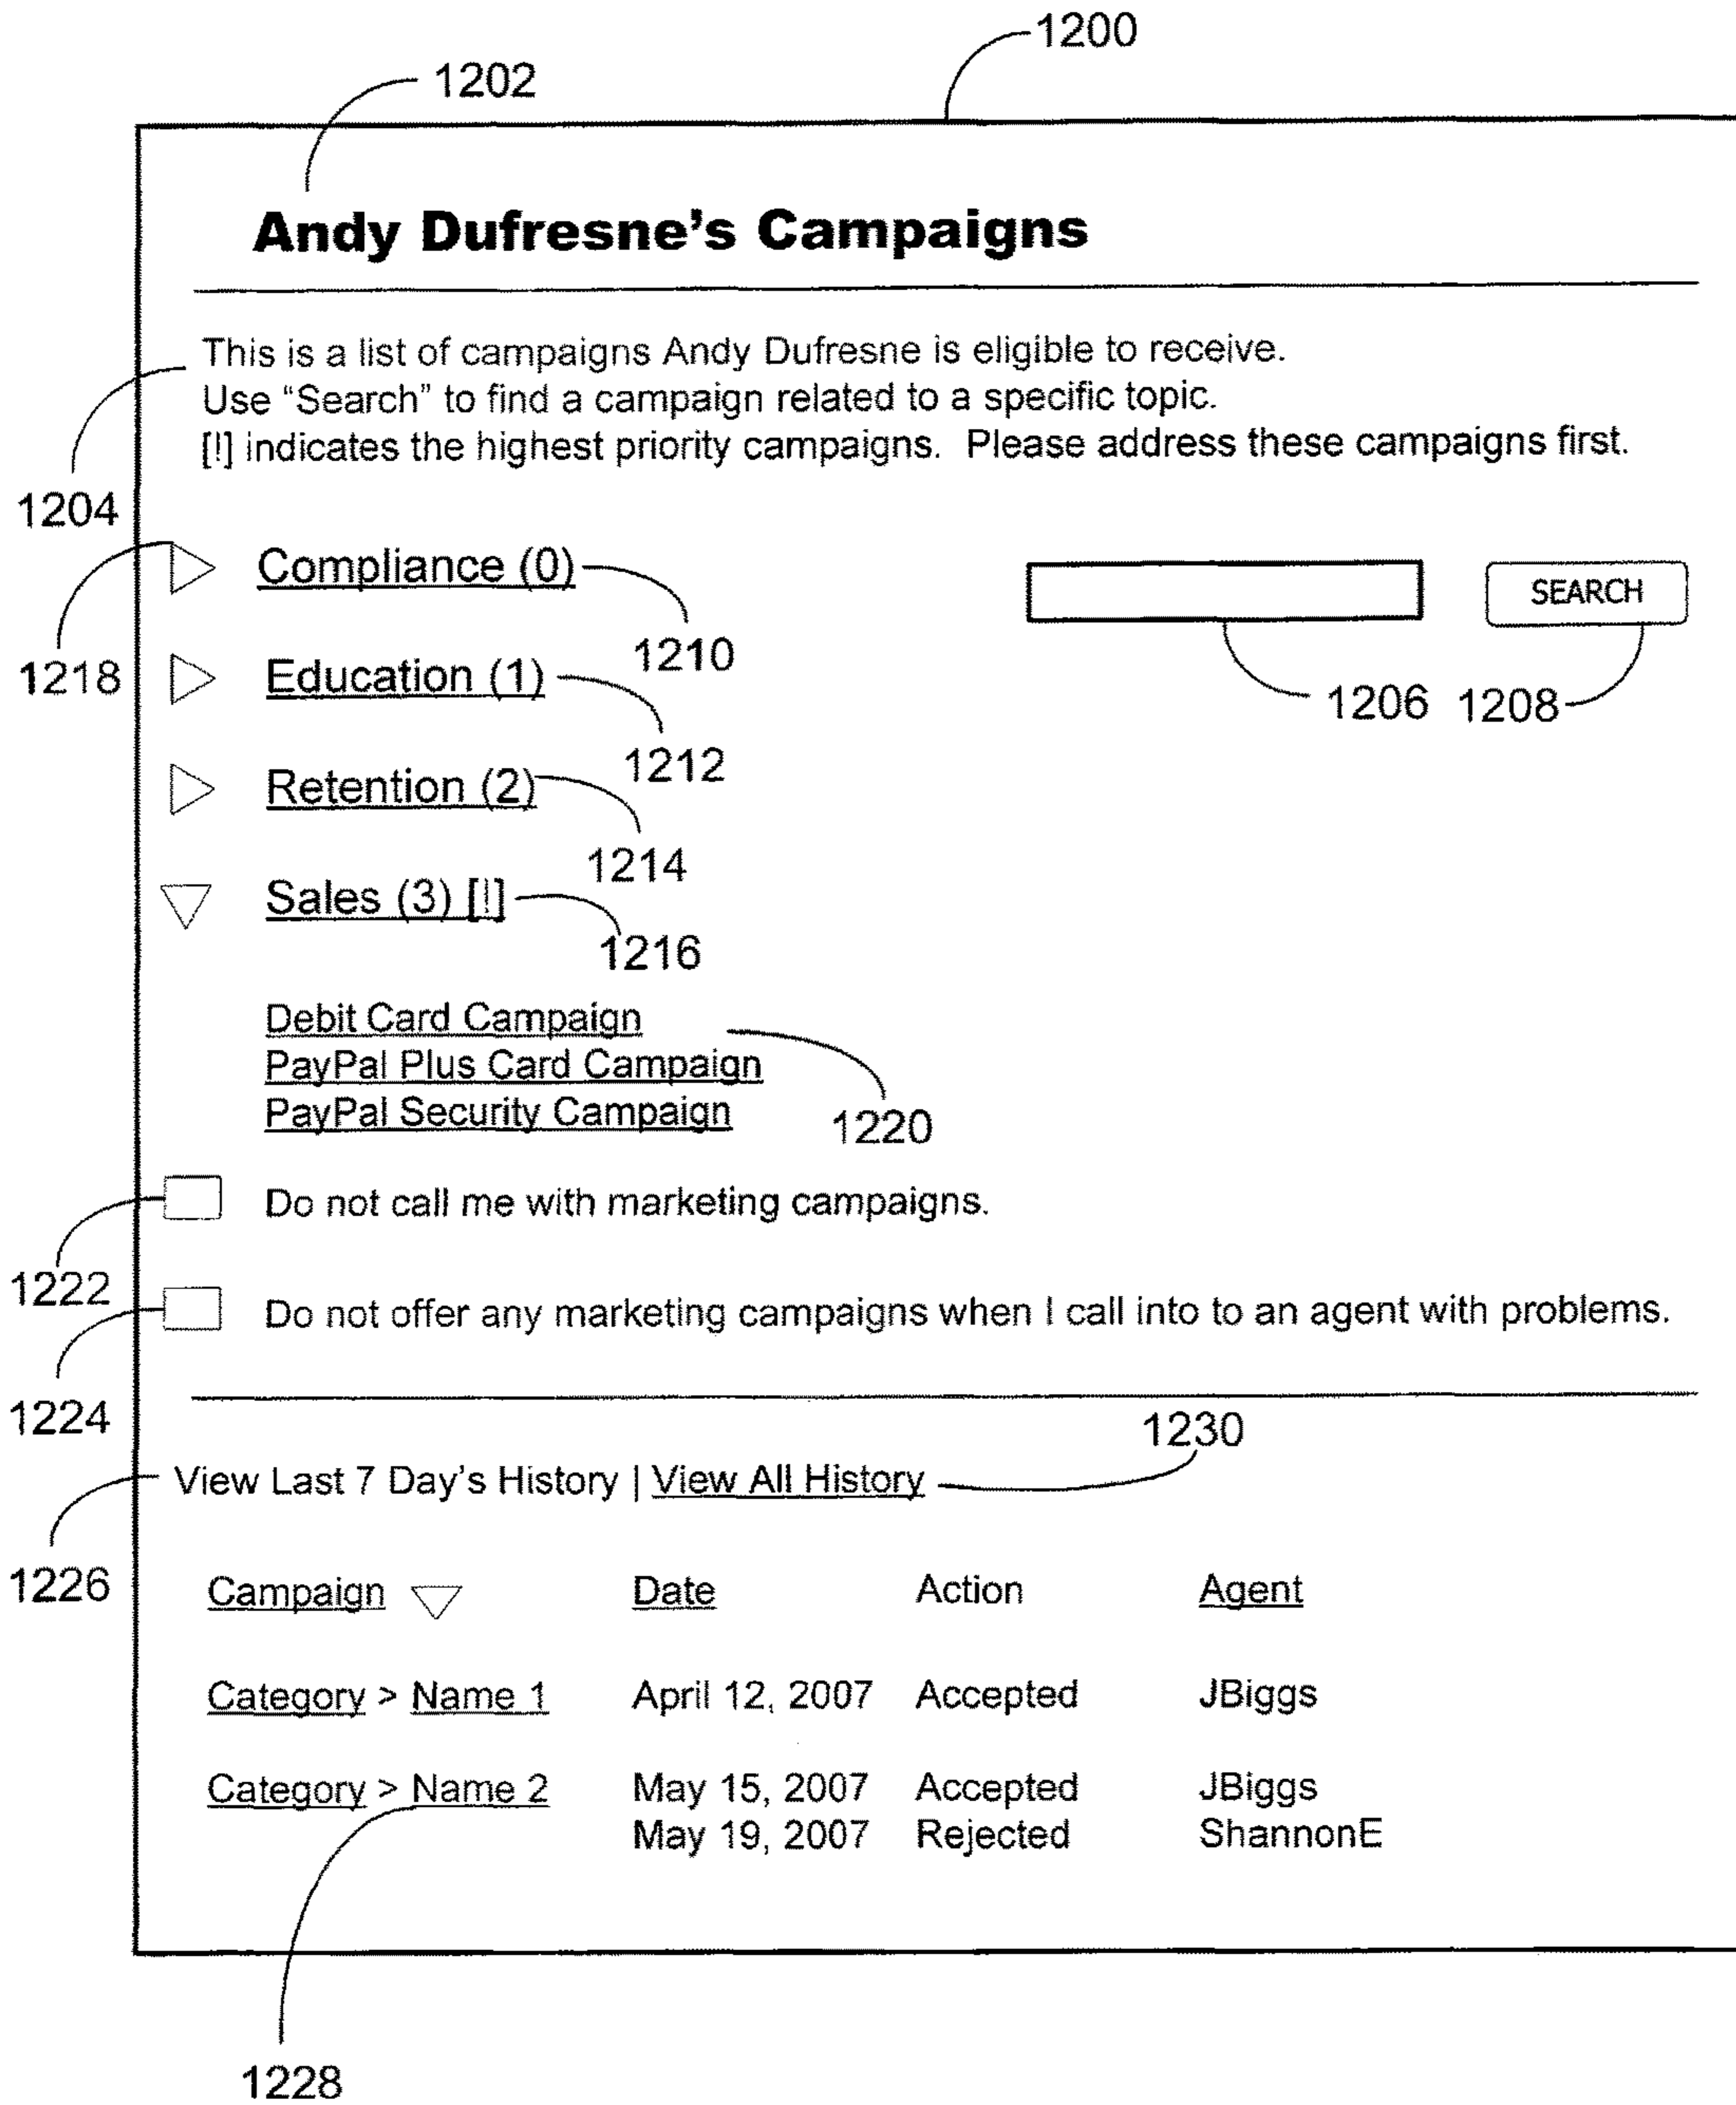 1200
1202
Andy Dufresne's Campaigns
This is a list of campaigns Andy Dufresne is eligible to receive.
Use “Search” to find a campaign related to a specific topic.
[!] indicates the highest priority campaigns. Please address these campaigns first.
1204
Compliance (0)
SEARCH
1210
1218
Education (1)
1206 1208
1212
Retention (2)
1214
Sales (3) [!]
1216
Debit Card Campaign
PayPal Plus Card Campaign
PayPal Security Campaign
1220
Do not call me with marketing campaigns.
1222
Do not offer any marketing campaigns when I call into to an agent with problems.
1224
1230
View Last 7 Day's History | View All History
1226
Campaign Date Action Agent
Category > Name 1 April 12, 2007 Accepted JBiggs
Category > Name 2 May 15, 2007 Accepted JBiggs
May 19, 2007 Rejected ShannonE
1228